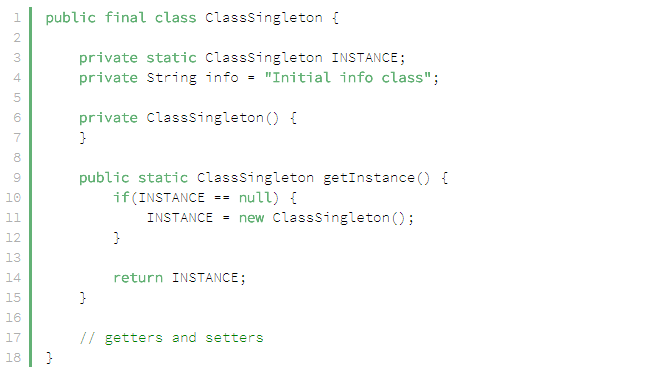 1 public final class ClassSingleton {
2
3     private static ClassSingleton INSTANCE;
4     private String info = "Initial info class";
5
6     private ClassSingleton() {
7     }
8
9     public static ClassSingleton getInstance() {
10         if(INSTANCE == null) {
11             INSTANCE = new ClassSingleton();
12         }
13
14         return INSTANCE;
15     }
16
17     // getters and setters
18 }